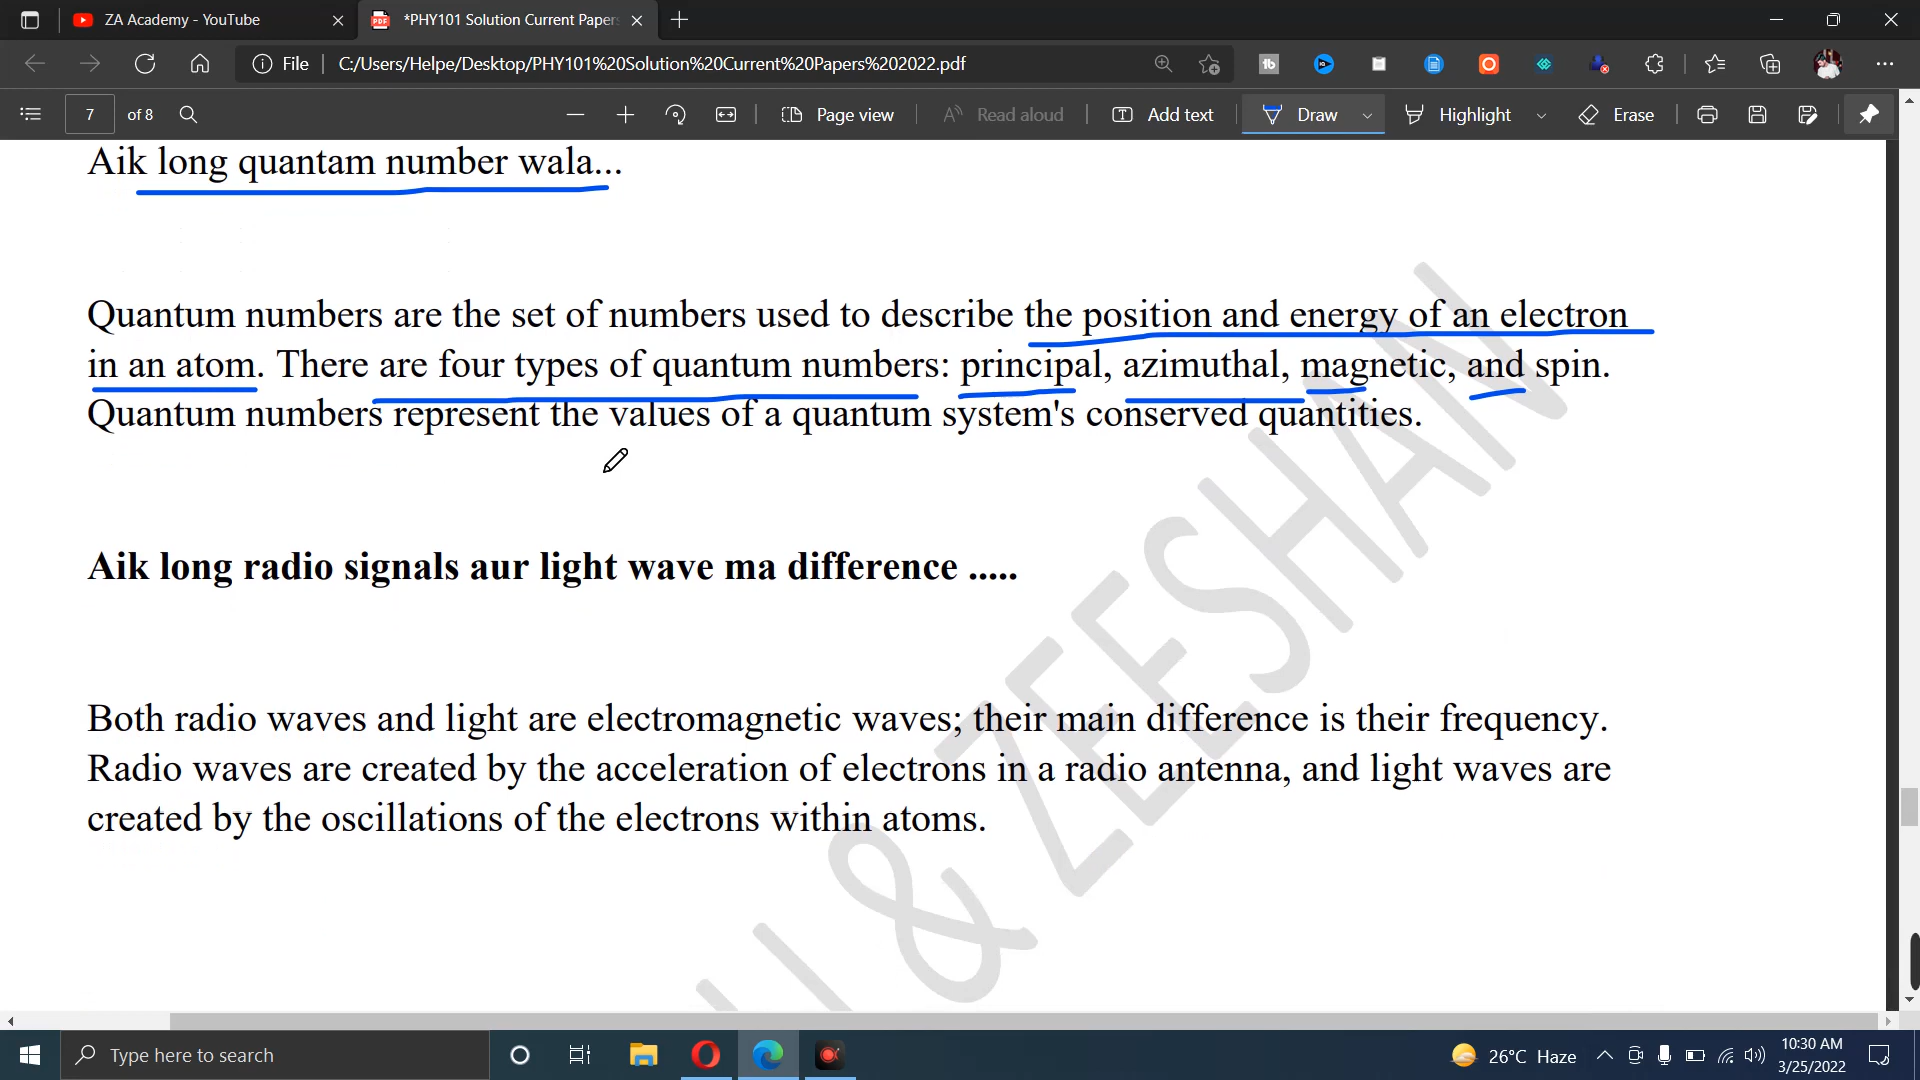 ZA Academy - YouTube
*PHY101 Solution Current Paper
File
C:/Users/Helpe/Desktop/PHY101%20Solution%20Current%20Papers%202022.pdf
7 of 8
Page view
Read aloud
Add text
Draw
Highlight
Erase
Aik long quantam number wala...
Quantum numbers are the set of numbers used to describe the position and energy of an electron
in an atom. There are four types of quantum numbers: principal, azimuthal, magnetic, and spin.
Quantum numbers represent the values of a quantum system's conserved quantities.
Aik long radio signals aur light wave ma difference .....
Both radio waves and light are electromagnetic waves; their main difference is their frequency.
Radio waves are created by the acceleration of electrons in a radio antenna, and light waves are
created by the oscillations of the electrons within atoms.
& ZEESHAN
Type here to search
26°C Haze
10:30 AM
3/25/2022